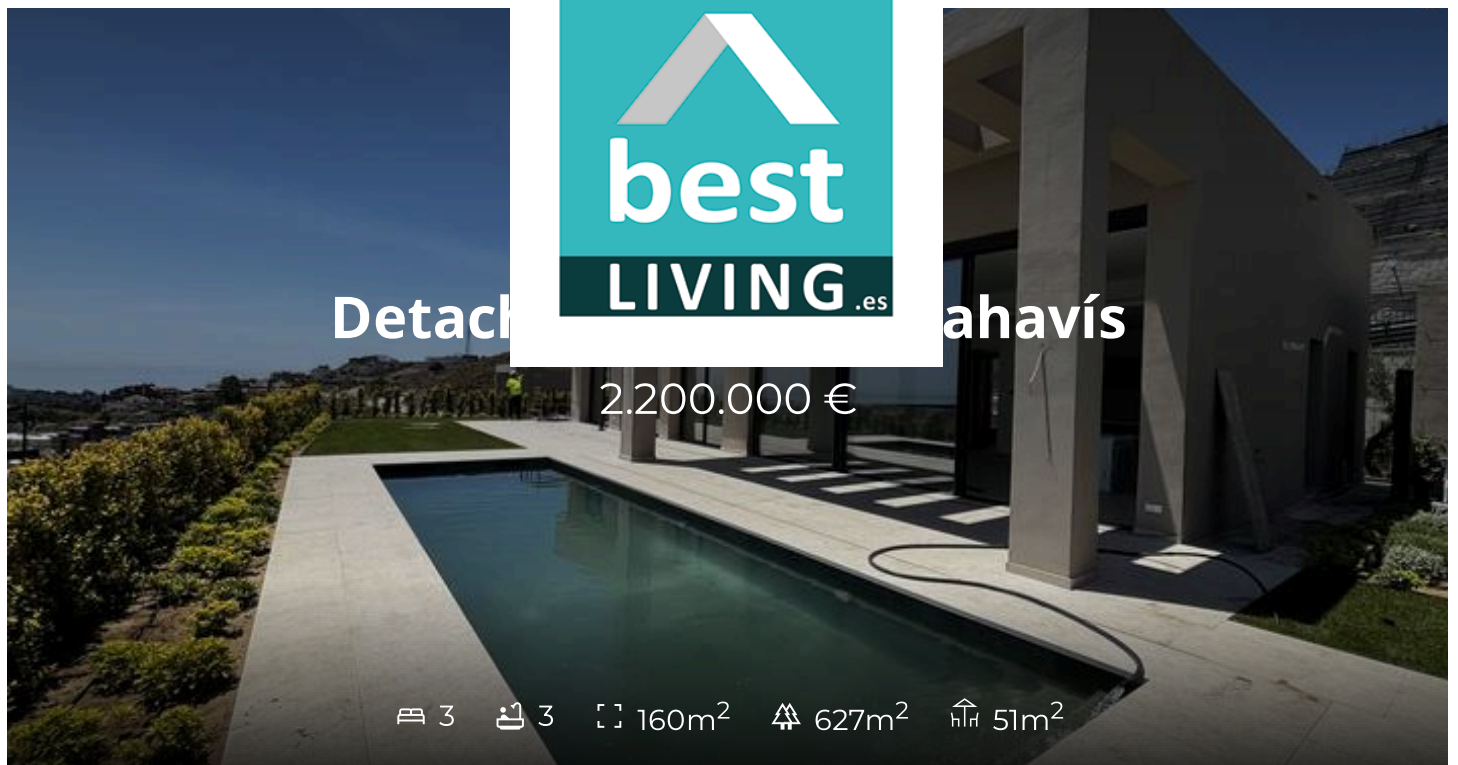 best
LIVING.es
Detach ahavís
2.200.000 €
3 3 160m² 627m² 51m²